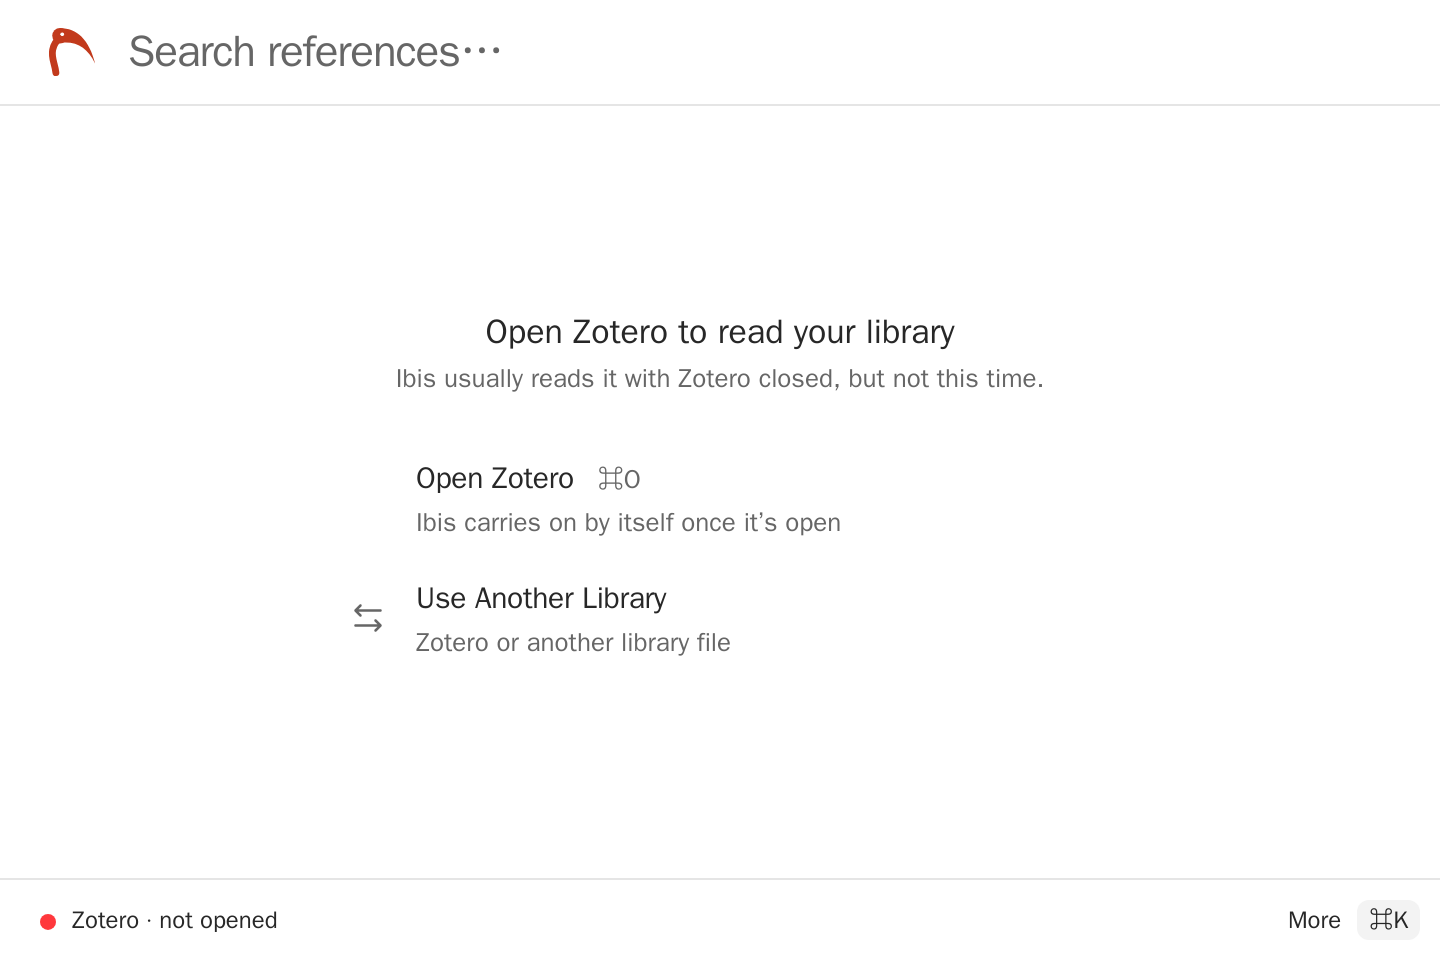 Search references…
Open Zotero to read your library
Ibis usually reads it with Zotero closed, but not this time.
Open Zotero ⌘O
Ibis carries on by itself once it’s open
Use Another Library
Zotero or another library file
Zotero · not opened
More ⌘K